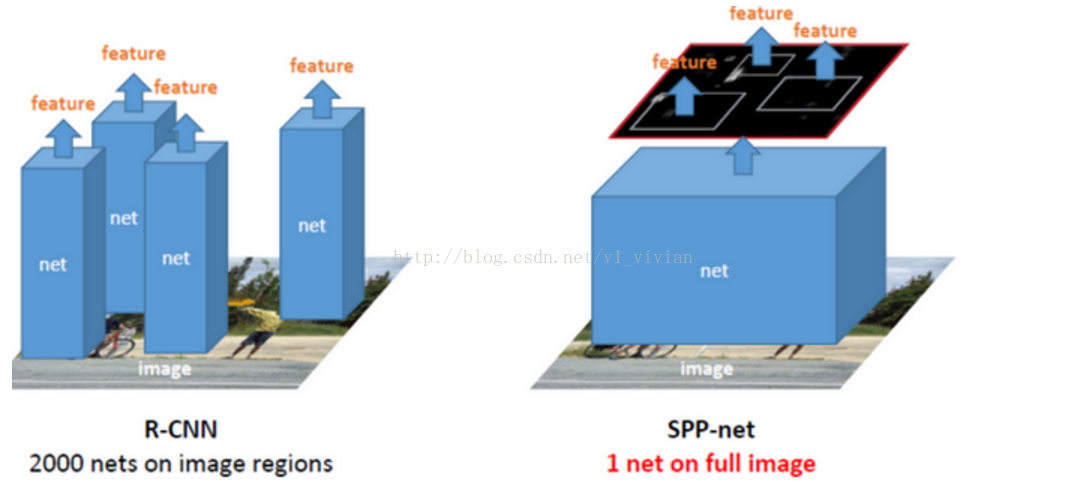 feature
feature
feature
feature
net
net
net
net
image
R-CNN
2000 nets on image regions
http://blog.csdn.net/v1_vivian
feature
feature
feature
net
image
SPP-net
1 net on full image